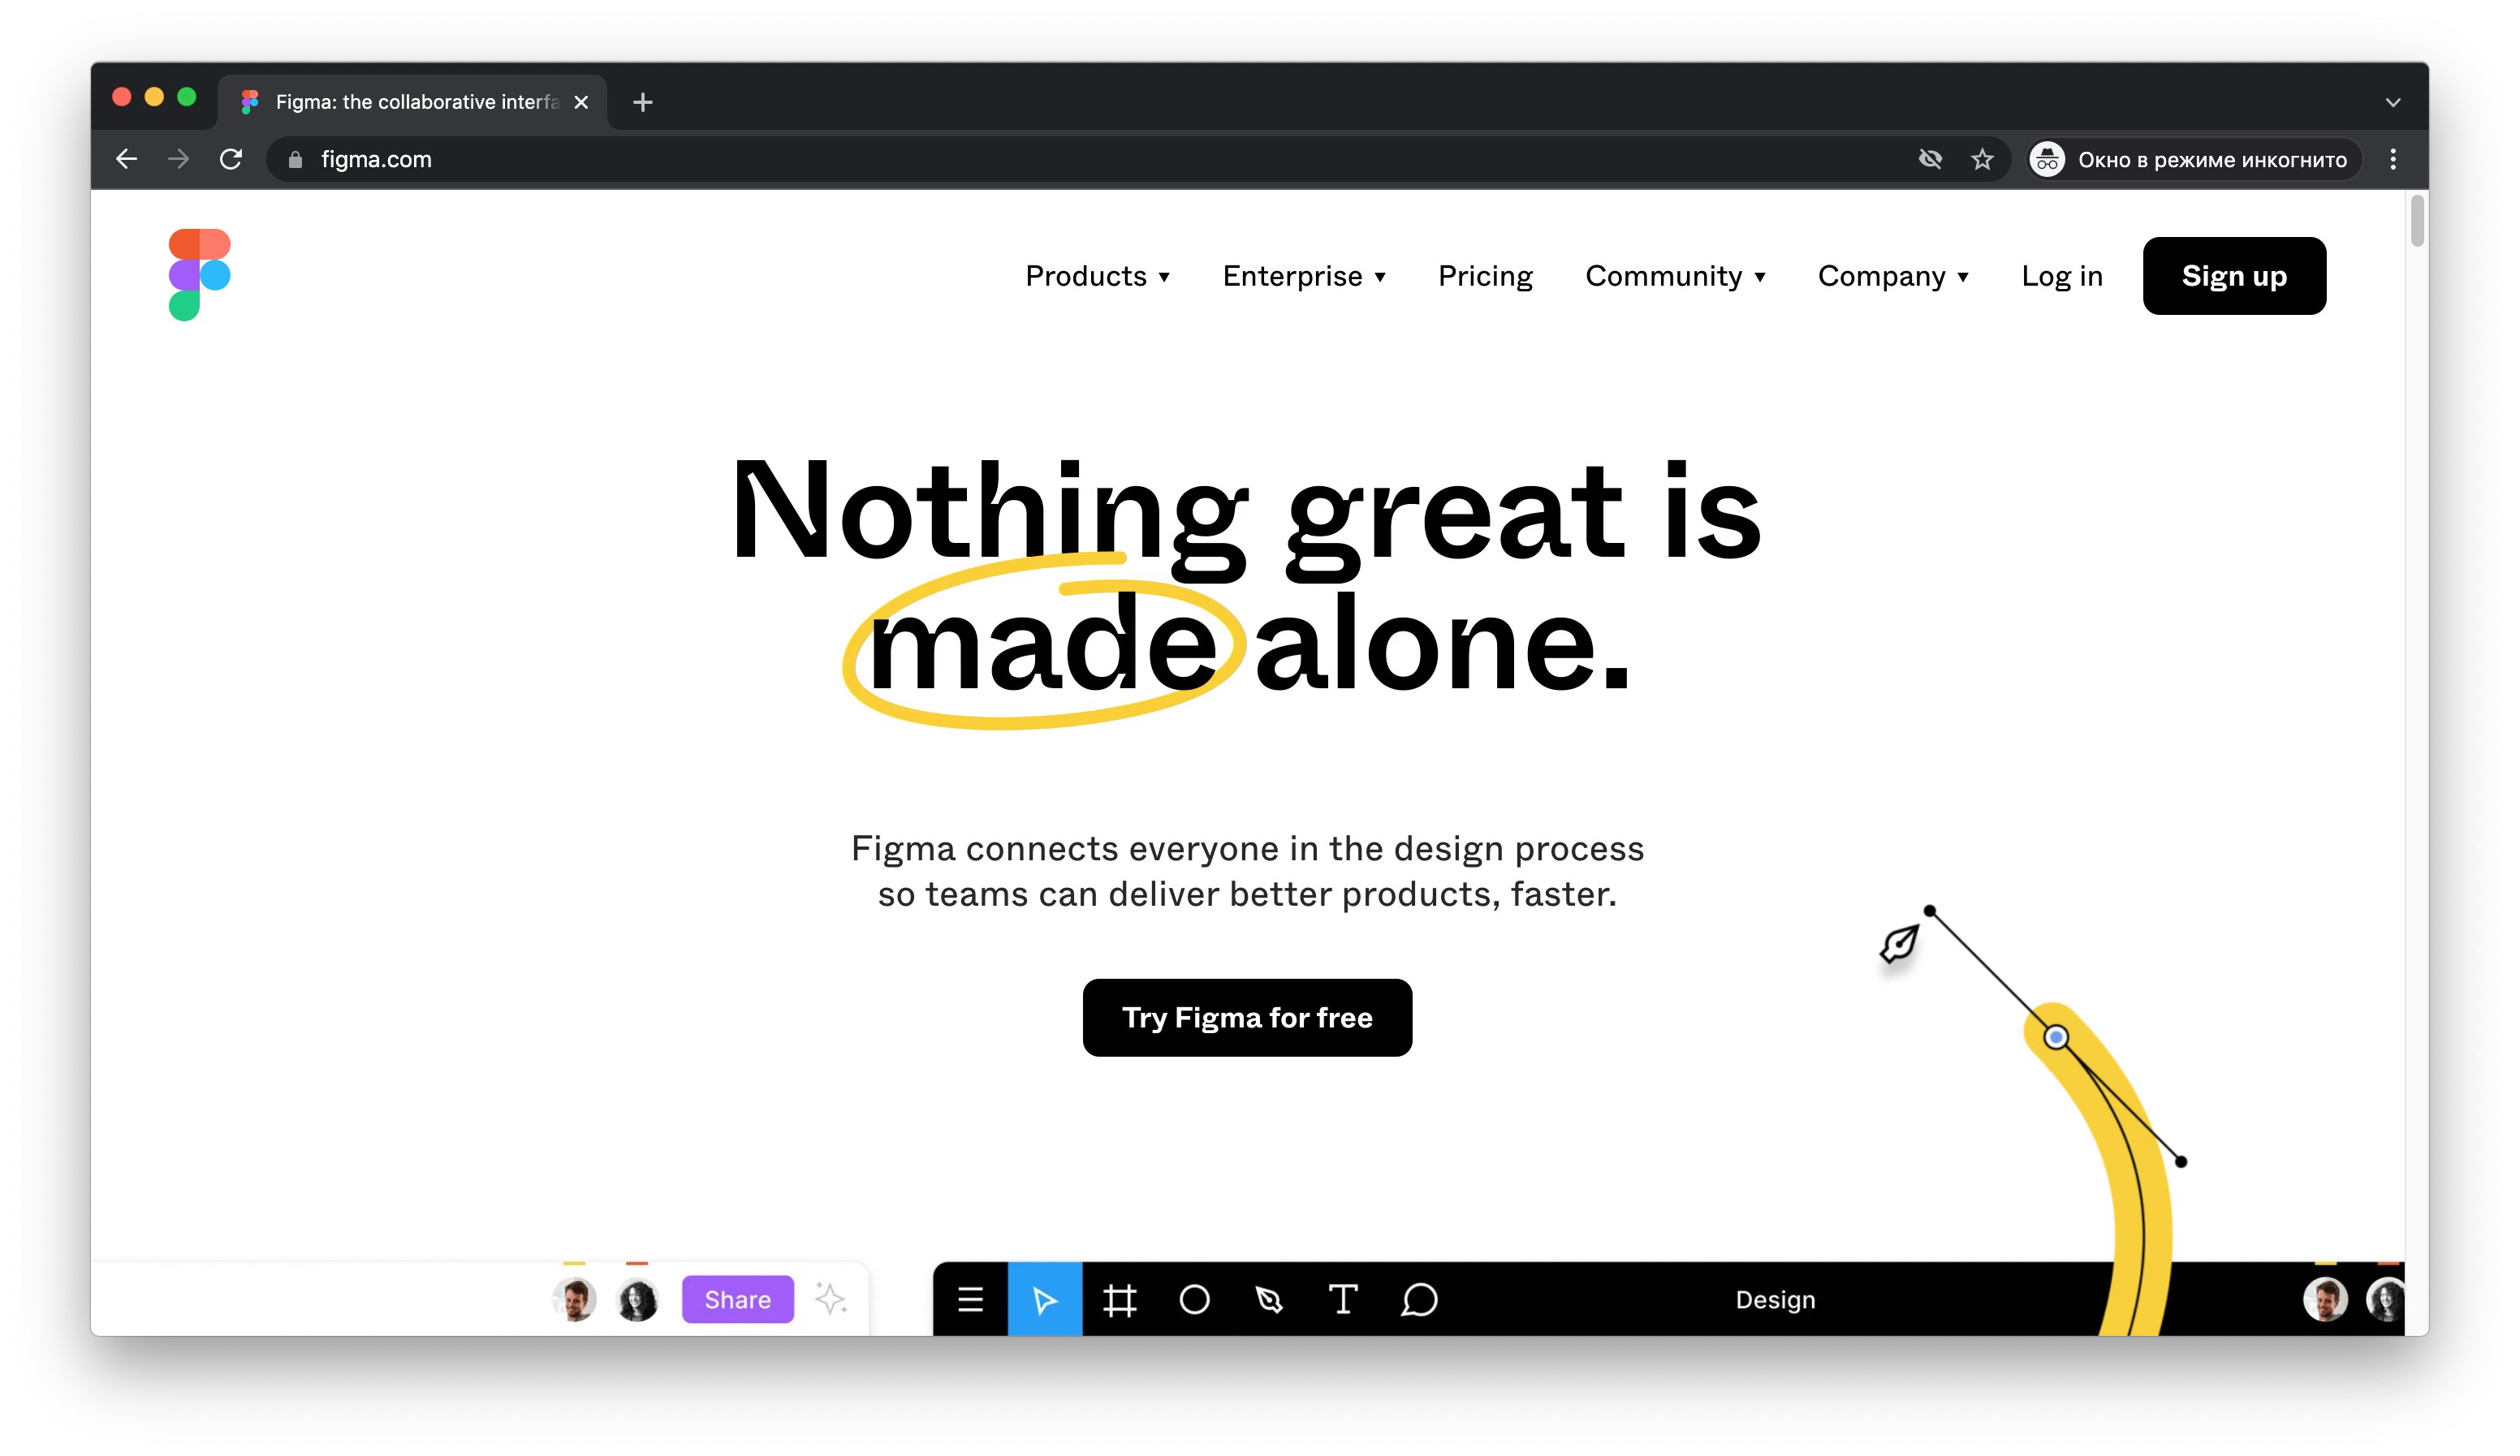 Figma: the collaborative interfa
figma.com
Окно в режиме инкогнито
Products ▼ Enterprise ▼ Pricing Community ▼ Company ▼ Log in Sign up
Nothing great is
made alone.
Figma connects everyone in the design process
so teams can deliver better products, faster.
Try Figma for free
Share
Design